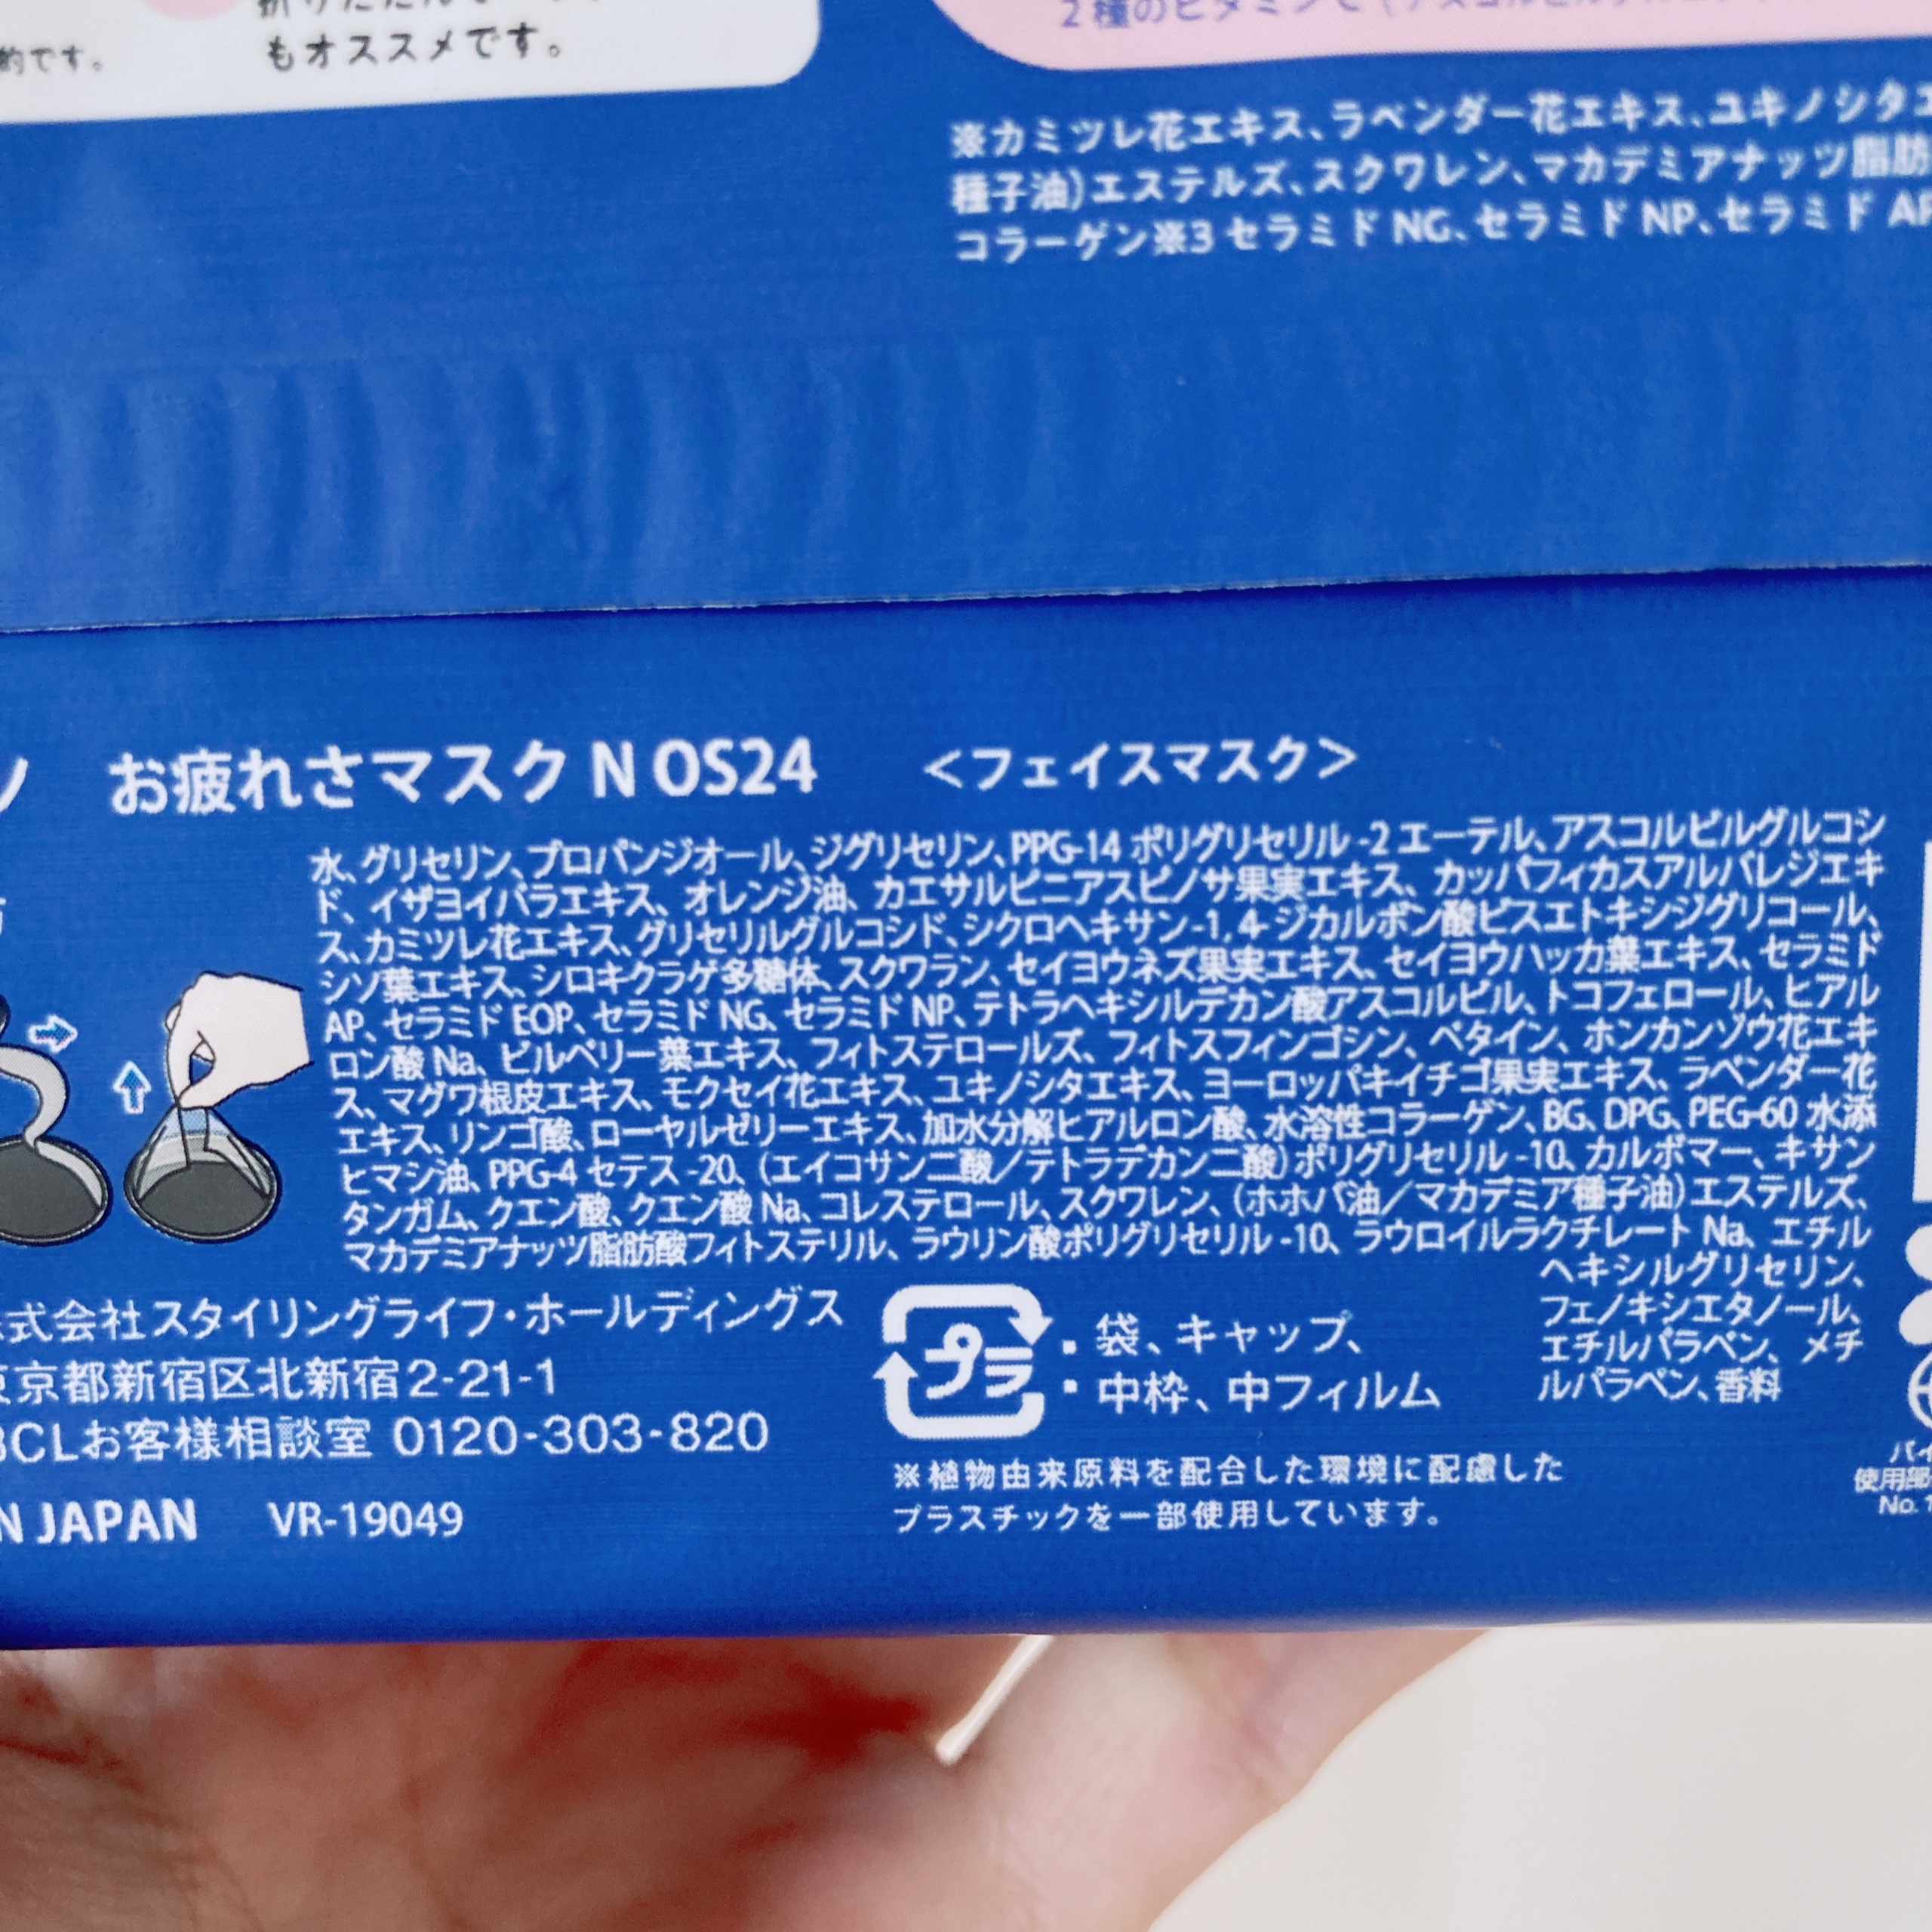 約です。
もオススメです。
※カミツレ花エキス、ラベンダー花エキス、ユキノシタエ
種子油)エステルズ、スクワレン、マカデミアナッツ脂肪
コラーゲン※3 セラミド NG、セラミド NP、セラミド AP
お疲れさマスク N OS24 <フェイスマスク>
水、グリセリン、プロパンジオール、ジグリセリン、PPG-14 ポリグリセリル -2 エーテル、アスコルビルグルコシ
ド、イザヨイバラエキス、オレンジ油、カエサルピニアスピノサ果実エキス、カッパフィカスアルバレジエキ
ス、カミツレ花エキス、グリセリルグルコシド、シクロヘキサン-1, 4-ジカルボン酸ビスエトキシジグリコール、
シソ葉エキス、シロキクラゲ多糖体、スクワラン、セイヨウネズ果実エキス、セイヨウハッカ葉エキス、セラミド
AP、セラミド EOP、セラミド NG、セラミド NP、テトラヘキシルデカン酸アスコルビル、トコフェロール、ヒアル
ロン酸 Na、ビルベリー葉エキス、フィトステロールズ、フィトスフィンゴシン、ベタイン、ホンカンゾウ花エキ
ス、マグワ根皮エキス、モクセイ花エキス、ユキノシタエキス、ヨーロッパキイチゴ果実エキス、ラベンダー花
エキス、リンゴ酸、ローヤルゼリーエキス、加水分解ヒアルロン酸、水溶性コラーゲン、BG、DPG、PEG-60 水添
ヒマシ油、PPG-4 セテス -20、(エイコサン二酸/テトラデカン二酸)ポリグリセリル -10、カルボマー、キサン
タンガム、クエン酸、クエン酸 Na、コレステロール、スクワレン、(ホホバ油/マカデミア種子油)エステルズ、
マカデミアナッツ脂肪酸フィトステリル、ラウリン酸ポリグリセリル -10、ラウロイルラクチレート Na、エチル
ヘキシルグリセリン、
フェノキシエタノール、
エチルパラベン、メチ
ルパラベン、香料
式会社スタイリングライフ・ホールディングス
京都新宿区北新宿2-21-1
BCLお客様相談室 0120-303-820
N JAPAN VR-19049
プラ
・袋、キャップ、
・中枠、中フィルム
※植物由来原料を配合した環境に配慮した
プラスチックを一部使用しています。
バイ
使用部
No.